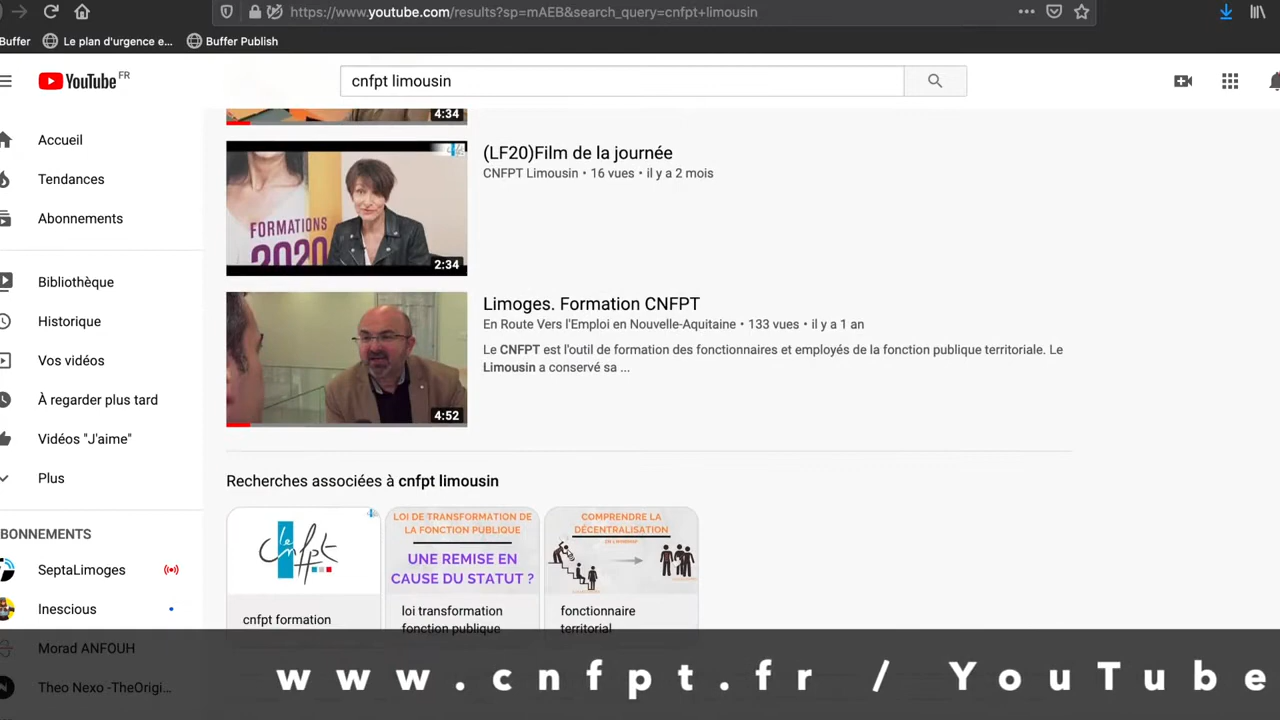 https://www.youtube.com/results?sp=mAEB&search_query=cnfpt+limousin
Buffer
Le plan d'urgence e...
Buffer Publish
YouTube FR
cnfpt limousin
4:34
Accueil
Tendances
Abonnements
Bibliothèque
Historique
Vos vidéos
À regarder plus tard
Vidéos "J'aime"
Plus
BONNEMENTS
SeptaLimoges
Inescious
Morad ANFOUH
Theo Nexo -TheOrigi...
FORMATIONS
2020
2:34
(LF20)Film de la journée
CNFPT Limousin • 16 vues • il y a 2 mois
4:52
Limoges. Formation CNFPT
En Route Vers l'Emploi en Nouvelle-Aquitaine • 133 vues • il y a 1 an
Le CNFPT est l'outil de formation des fonctionnaires et employés de la fonction publique territoriale. Le
Limousin a conservé sa ...
Recherches associées à cnfpt limousin
le cnfpt
cnfpt formation
LOI DE TRANSFORMATION DE
LA FONCTION PUBLIQUE
UNE REMISE EN
CAUSE DU STATUT ?
loi transformation
fonction publique
COMPRENDRE LA
DÉCENTRALISATION
fonctionnaire
territorial
www.cnfpt.fr / YouTube